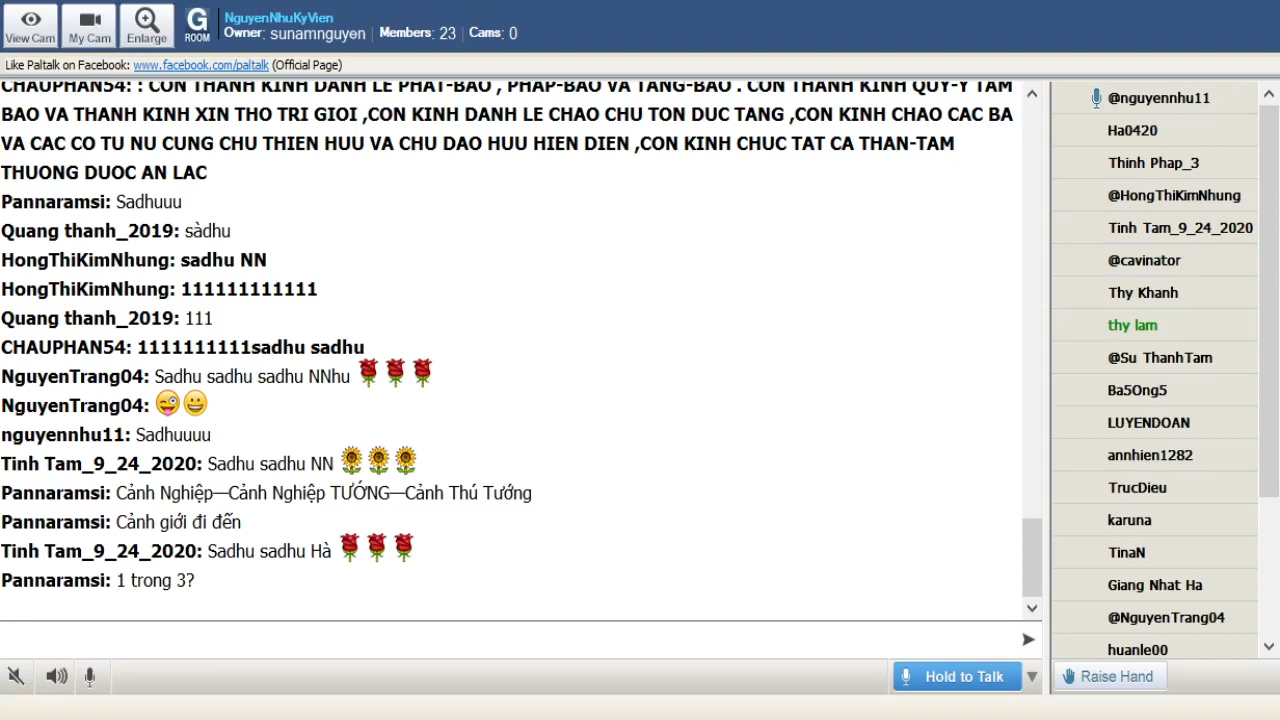 NguyenNhuKyVien
Owner: sunamnguyen | Members: 23 | Cams: 0
View Cam
My Cam
Enlarge
G
ROOM
Like Paltalk on Facebook: www.facebook.com/paltalk (Official Page)
CHAUPHAN54: : CON THANH KINH DANH LE PHAT-BAO , PHAP-BAO VA TANG-BAO . CON THANH KINH QUY-Y TAM
BAO VA THANH KINH XIN THO TRI GIOI ,CON KINH DANH LE CHAO CHU TON DUC TANG ,CON KINH CHAO CAC BA
VA CAC CO TU NU CUNG CHU THIEN HUU VA CHU DAO HUU HIEN DIEN ,CON KINH CHUC TAT CA THAN-TAM
THUONG DUOC AN LAC
Pannaramsi: Sadhuuu
Quang thanh_2019: sàdhu
HongThiKimNhung: sadhu NN
HongThiKimNhung: 111111111111
Quang thanh_2019: 111
CHAUPHAN54: 1111111111sadhu sadhu
NguyenTrang04: Sadhu sadhu sadhu NNhu 🌹🌹🌹
NguyenTrang04: 😜😀
nguyennhu11: Sadhuuuu
Tinh Tam_9_24_2020: Sadhu sadhu NN 🌻🌻🌻
Pannaramsi: Cảnh Nghiệp—Cảnh Nghiệp TƯỚNG—Cảnh Thú Tướng
Pannaramsi: Cảnh giới đi đến
Tinh Tam_9_24_2020: Sadhu sadhu Hà 🌹🌹🌹
Pannaramsi: 1 trong 3?
@nguyennhu11
Ha0420
Thinh Phap_3
@HongThiKimNhung
Tinh Tam_9_24_2020
@cavinator
Thy Khanh
thy lam
@Su ThanhTam
Ba5Ong5
LUYENDOAN
annhien1282
TrucDieu
karuna
TinaN
Giang Nhat Ha
@NguyenTrang04
huanle00
Hold to Talk
Raise Hand